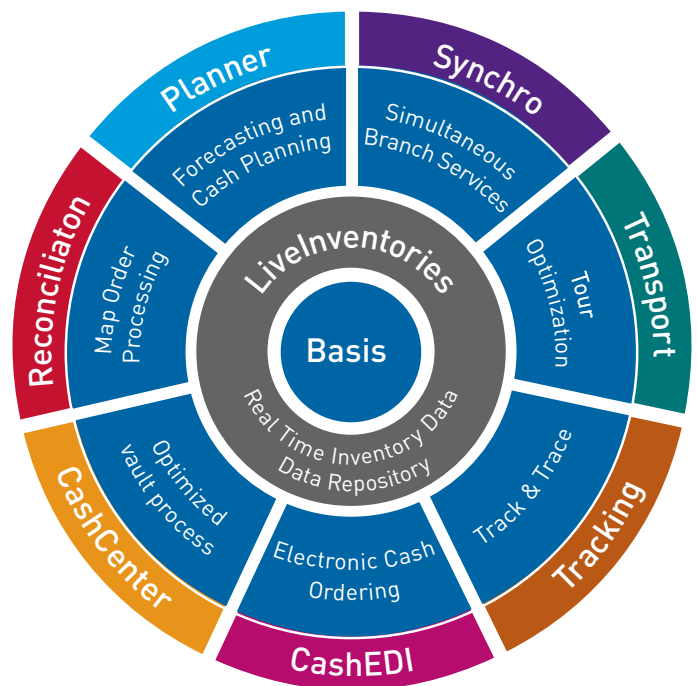 Planner
Forecasting and
Cash Planning
Synchro
Simultaneous
Branch Services
Transport
Tour
Optimization
Tracking
Track & Trace
CashEDI
Electronic Cash
Ordering
CashCenter
Optimized
vault process
Reconciliaton
Map Order
Processing
LiveInventories
Basis
Real Time Inventory Data
Data Repository